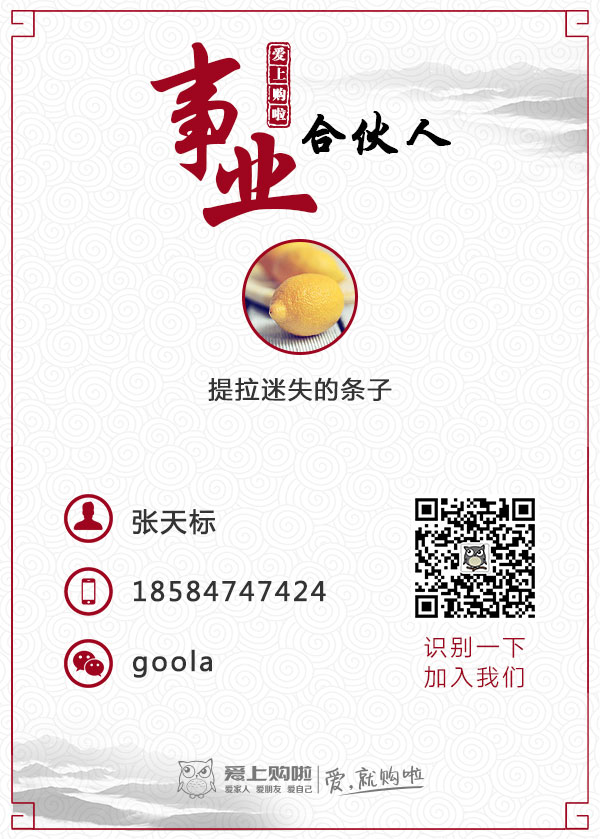 爱上购啦
事业
合伙人
提拉迷失的条子
张天标
18584747424
goola
识别一下
加入我们
爱上购啦
爱家人 爱朋友 爱自己
爱,就购啦